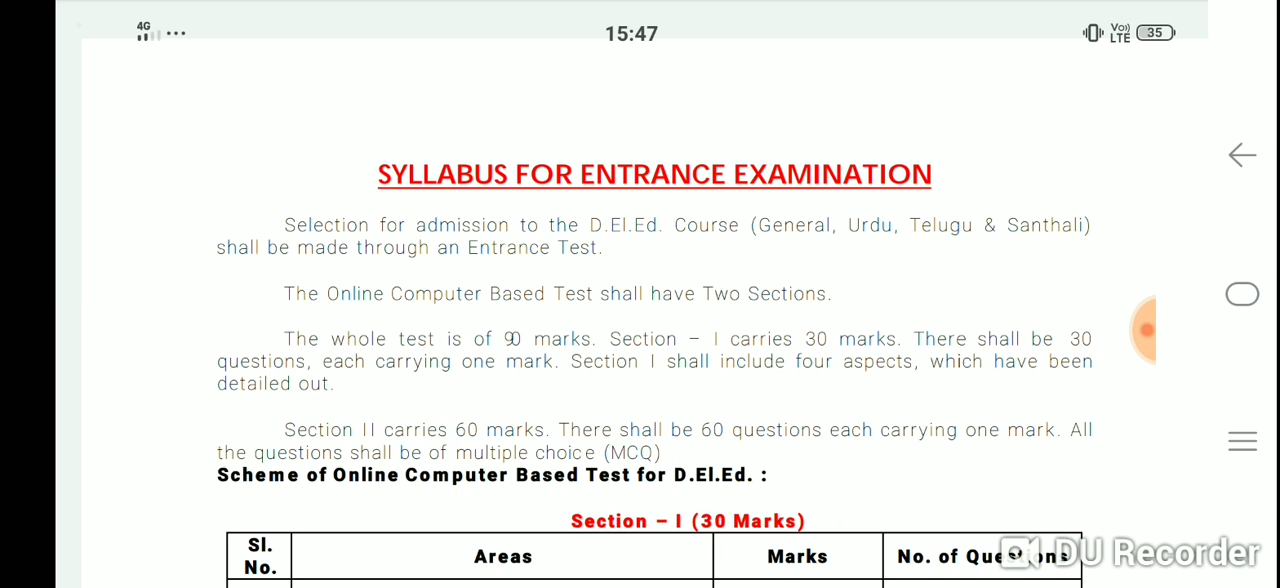 4G
15:47
Vo))
LTE
35
SYLLABUS FOR ENTRANCE EXAMINATION
Selection for admission to the D.El.Ed. Course (General, Urdu, Telugu & Santhali)
shall be made through an Entrance Test.
The Online Computer Based Test shall have Two Sections.
The whole test is of 90 marks. Section – I carries 30 marks. There shall be 30
questions, each carrying one mark. Section I shall include four aspects, which have been
detailed out.
Section II carries 60 marks. There shall be 60 questions each carrying one mark. All
the questions shall be of multiple choice (MCQ)
Scheme of Online Computer Based Test for D.El.Ed. :
Section – I (30 Marks)
Sl.
No.
Areas
Marks
No. of Questions
DU Recorder